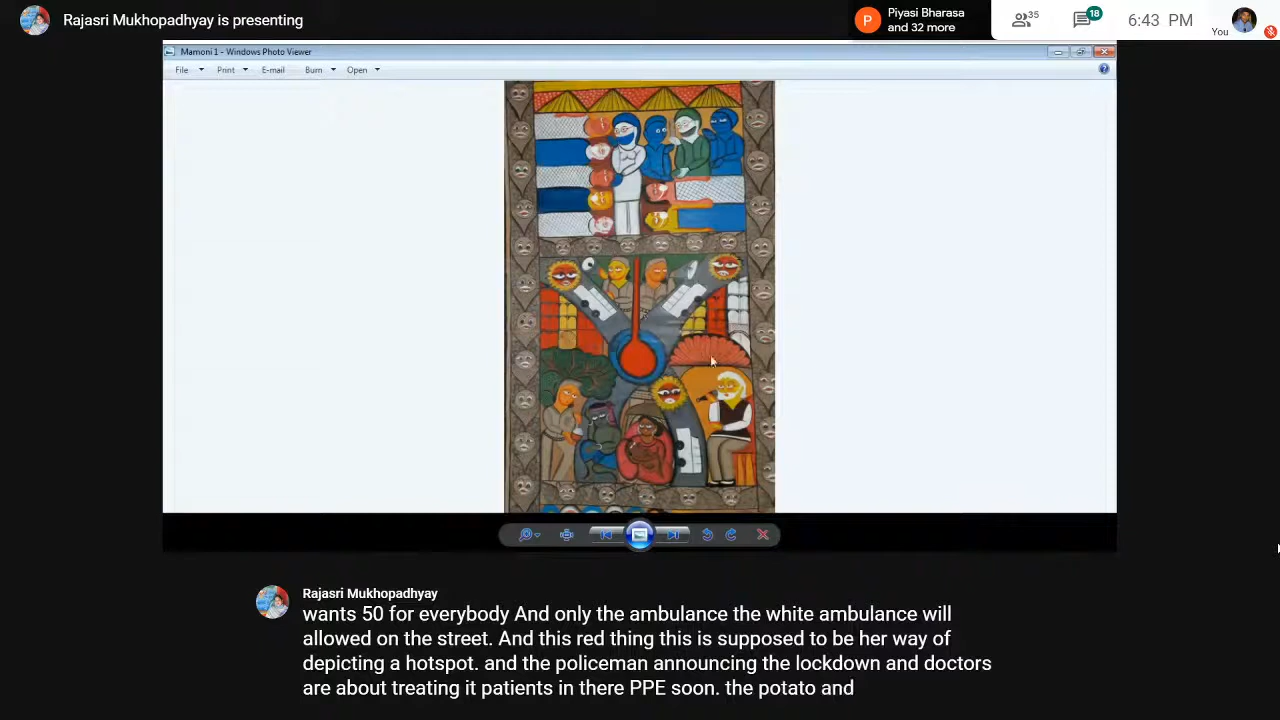 Rajasri Mukhopadhyay is presenting
P
Piyasi Bharasa
and 32 more
35
18
6:43 PM
You
Mamoni 1 - Windows Photo Viewer
File Print E-mail Burn Open
Rajasri Mukhopadhyay
wants 50 for everybody And only the ambulance the white ambulance will
allowed on the street. And this red thing this is supposed to be her way of
depicting a hotspot. and the policeman announcing the lockdown and doctors
are about treating it patients in there PPE soon. the potato and